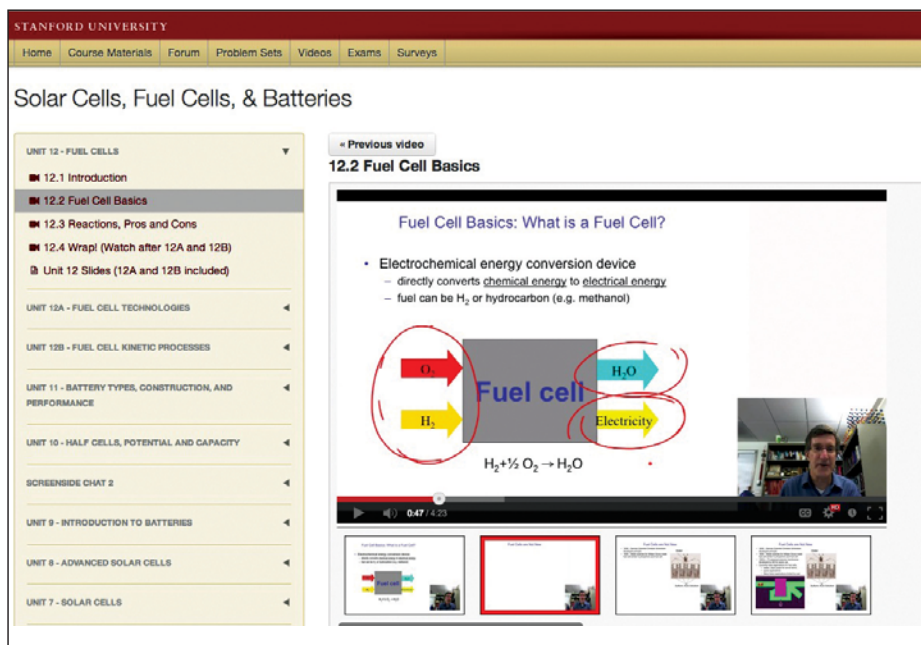 STANFORD UNIVERSITY
Home Course Materials Forum Problem Sets Videos Exams Surveys
Solar Cells, Fuel Cells, & Batteries
UNIT 12 - FUEL CELLS
12.1 Introduction
12.2 Fuel Cell Basics
12.3 Reactions, Pros and Cons
12.4 Wrap! (Watch after 12A and 12B)
Unit 12 Slides (12A and 12B included)
UNIT 12A - FUEL CELL TECHNOLOGIES
UNIT 12B - FUEL CELL KINETIC PROCESSES
UNIT 11 - BATTERY TYPES, CONSTRUCTION, AND
PERFORMANCE
UNIT 10 - HALF CELLS, POTENTIAL AND CAPACITY
SCREENSIDE CHAT 2
UNIT 9 - INTRODUCTION TO BATTERIES
UNIT 8 - ADVANCED SOLAR CELLS
UNIT 7 - SOLAR CELLS
« Previous video
12.2 Fuel Cell Basics
Fuel Cell Basics: What is a Fuel Cell?
• Electrochemical energy conversion device
– directly converts chemical energy to electrical energy
– fuel can be H₂ or hydrocarbon (e.g. methanol)
O₂
H₂
Fuel cell
H₂O
Electricity
H₂+½ O₂→H₂O
0:47 / 4:23
CC HD
Fuel cell